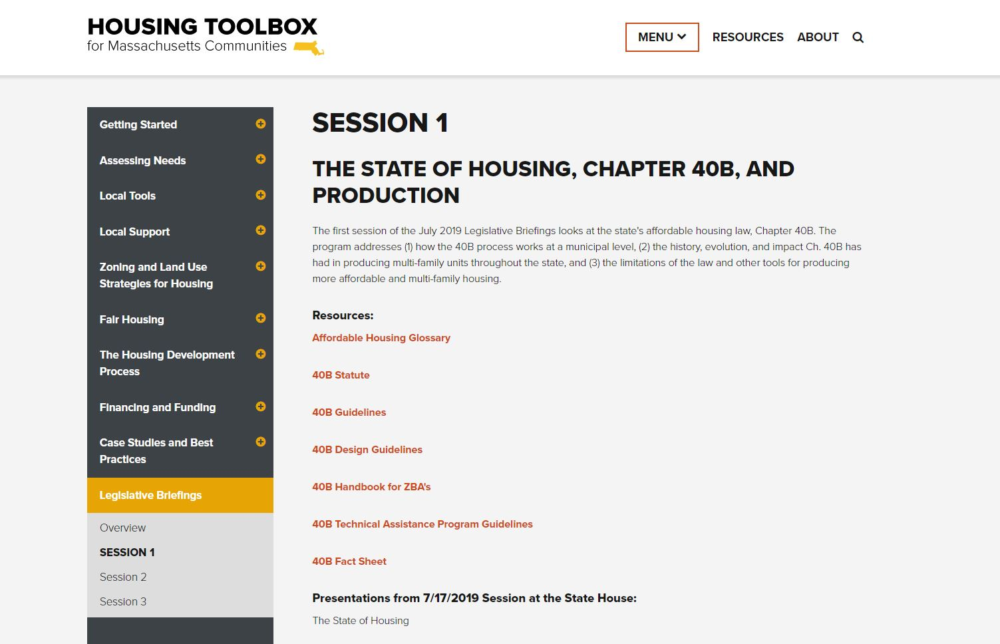 HOUSING TOOLBOX
for Massachusetts Communities
MENU
RESOURCES
ABOUT
Getting Started
Assessing Needs
Local Tools
Local Support
Zoning and Land Use
Strategies for Housing
Fair Housing
The Housing Development
Process
Financing and Funding
Case Studies and Best
Practices
Legislative Briefings
Overview
SESSION 1
Session 2
Session 3
SESSION 1
THE STATE OF HOUSING, CHAPTER 40B, AND
PRODUCTION
The first session of the July 2019 Legislative Briefings looks at the state's affordable housing law, Chapter 40B. The
program addresses (1) how the 40B process works at a municipal level, (2) the history, evolution, and impact Ch. 40B has
had in producing multi-family units throughout the state, and (3) the limitations of the law and other tools for producing
more affordable and multi-family housing.
Resources:
Affordable Housing Glossary
40B Statute
40B Guidelines
40B Design Guidelines
40B Handbook for ZBA's
40B Technical Assistance Program Guidelines
40B Fact Sheet
Presentations from 7/17/2019 Session at the State House:
The State of Housing